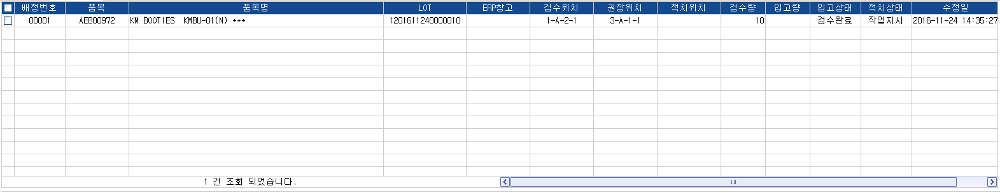 배정번호 품목 품목명 LOT ERP창고 검수위치 권장위치 적치위치 검수량 입고량 입고상태 적치상태 수정일
00001 AEB00972 KM BOOTIES KMBU-01(N) *** 1201611240000010 1-A-2-1 3-A-1-1 10 검수완료 작업지시 2016-11-24 14:35:27
1 건 조회 되었습니다.